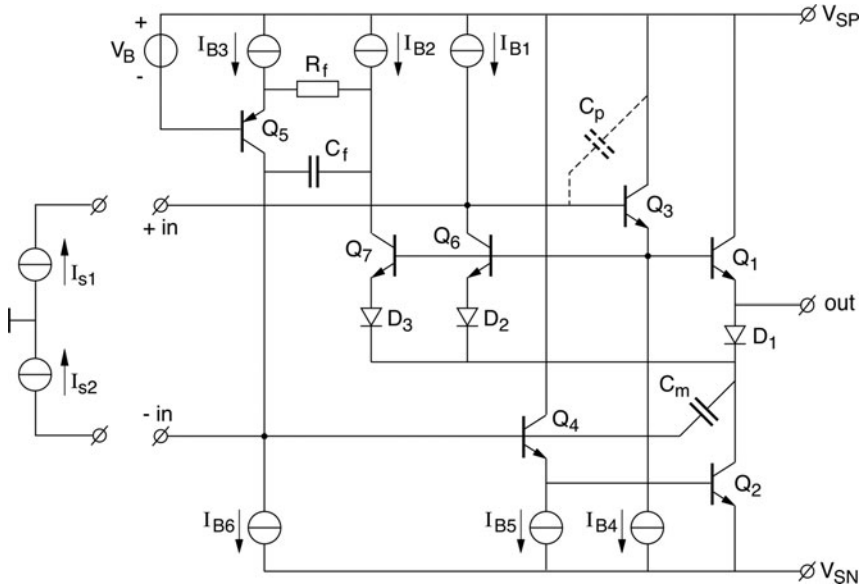 +
V_B
-
I_B3
I_B2
I_B1
V_SP
R_f
Q_5
C_f
C_p
+ in
Q_3
Q_7
Q_6
Q_1
I_s1
out
D_3
D_2
D_1
I_s2
C_m
- in
Q_4
Q_2
I_B6
I_B5
I_B4
V_SN